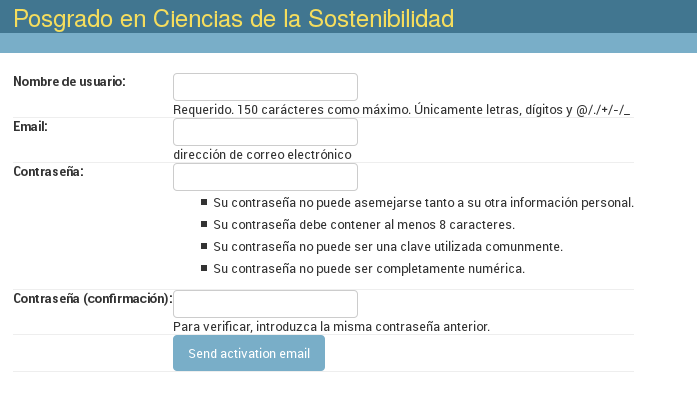 Posgrado en Ciencias de la Sostenibilidad
Nombre de usuario:
Requerido. 150 carácteres como máximo. Únicamente letras, dígitos y @/./+/-/_
Email:
dirección de correo electrónico
Contraseña:
Su contraseña no puede asemejarse tanto a su otra información personal.
Su contraseña debe contener al menos 8 caracteres.
Su contraseña no puede ser una clave utilizada comunmente.
Su contraseña no puede ser completamente numérica.
Contraseña (confirmación):
Para verificar, introduzca la misma contraseña anterior.
Send activation email